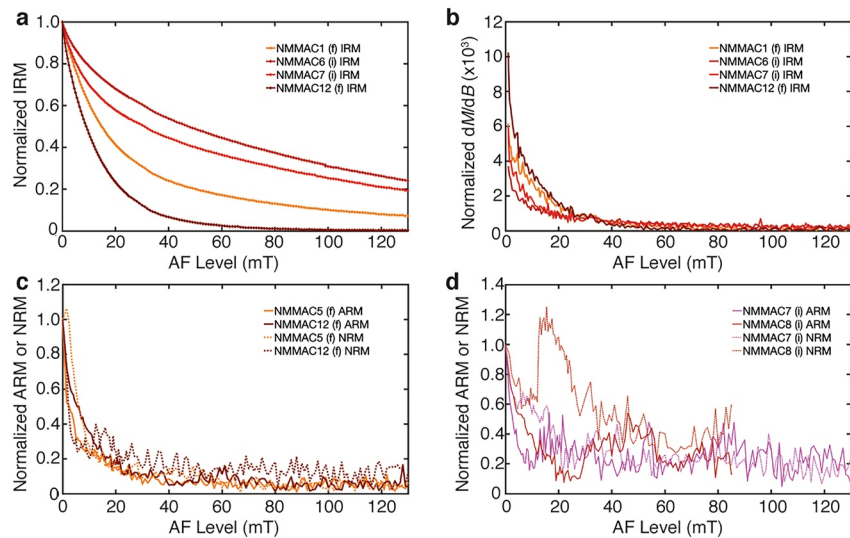 a
Normalized IRM
1.0
0.8
0.6
0.4
0.2
0
NMMAC1 (f) IRM
NMMAC6 (i) IRM
NMMAC7 (i) IRM
NMMAC12 (f) IRM
0 20 40 60 80 100 120
AF Level (mT)
b
Normalized dM/dB (x10³)
12
10
8
6
4
2
0
NMMAC1 (f) IRM
NMMAC6 (i) IRM
NMMAC7 (i) IRM
NMMAC12 (f) IRM
0 20 40 60 80 100 120
AF Level (mT)
c
Normalized ARM or NRM
1.2
1.0
0.8
0.6
0.4
0.2
0
NMMAC5 (f) ARM
NMMAC12 (f) ARM
NMMAC5 (f) NRM
NMMAC12 (f) NRM
0 20 40 60 80 100 120
AF Level (mT)
d
Normalized ARM or NRM
1.4
1.2
1.0
0.8
0.6
0.4
0.2
0
NMMAC7 (i) ARM
NMMAC8 (i) ARM
NMMAC7 (i) NRM
NMMAC8 (i) NRM
0 20 40 60 80 100 120
AF Level (mT)